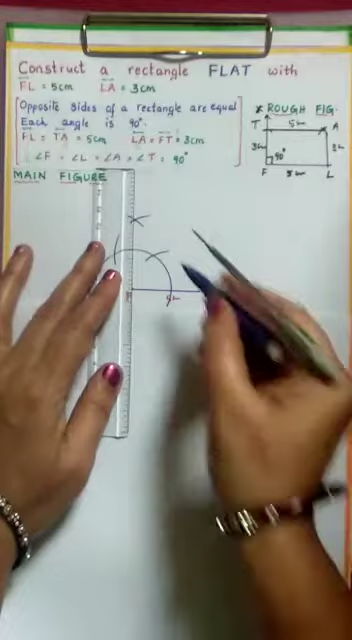 Construct a rectangle FLAT with
FL = 5cm   LA = 3cm
[Opposite sides of a rectangle are equal
Each angle is 90°.
FL = TA = 5cm   LA = FT = 3cm
∠F = ∠L = ∠A = ∠T = 90°]
* ROUGH FIG.
T 5cm A
3cm 3c
90°
F 5cm L
MAIN FIGURE
F